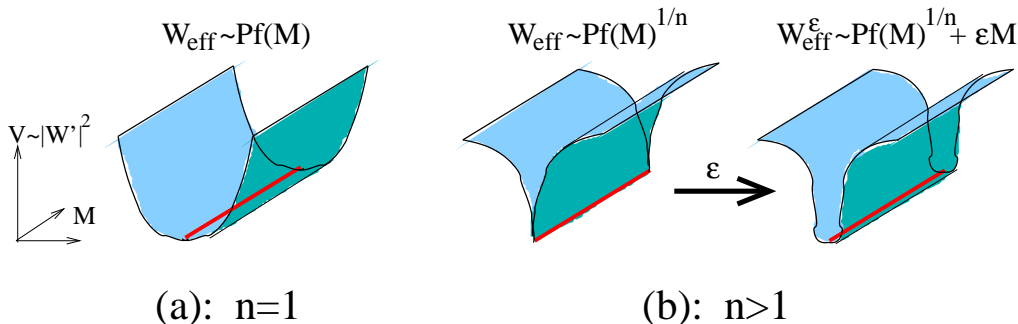 W_eff~Pf(M)
W_eff~Pf(M)^1/n
W^ε_eff~Pf(M)^1/n + εM
V~|W'|^2
M
ε
(a): n=1
(b): n>1